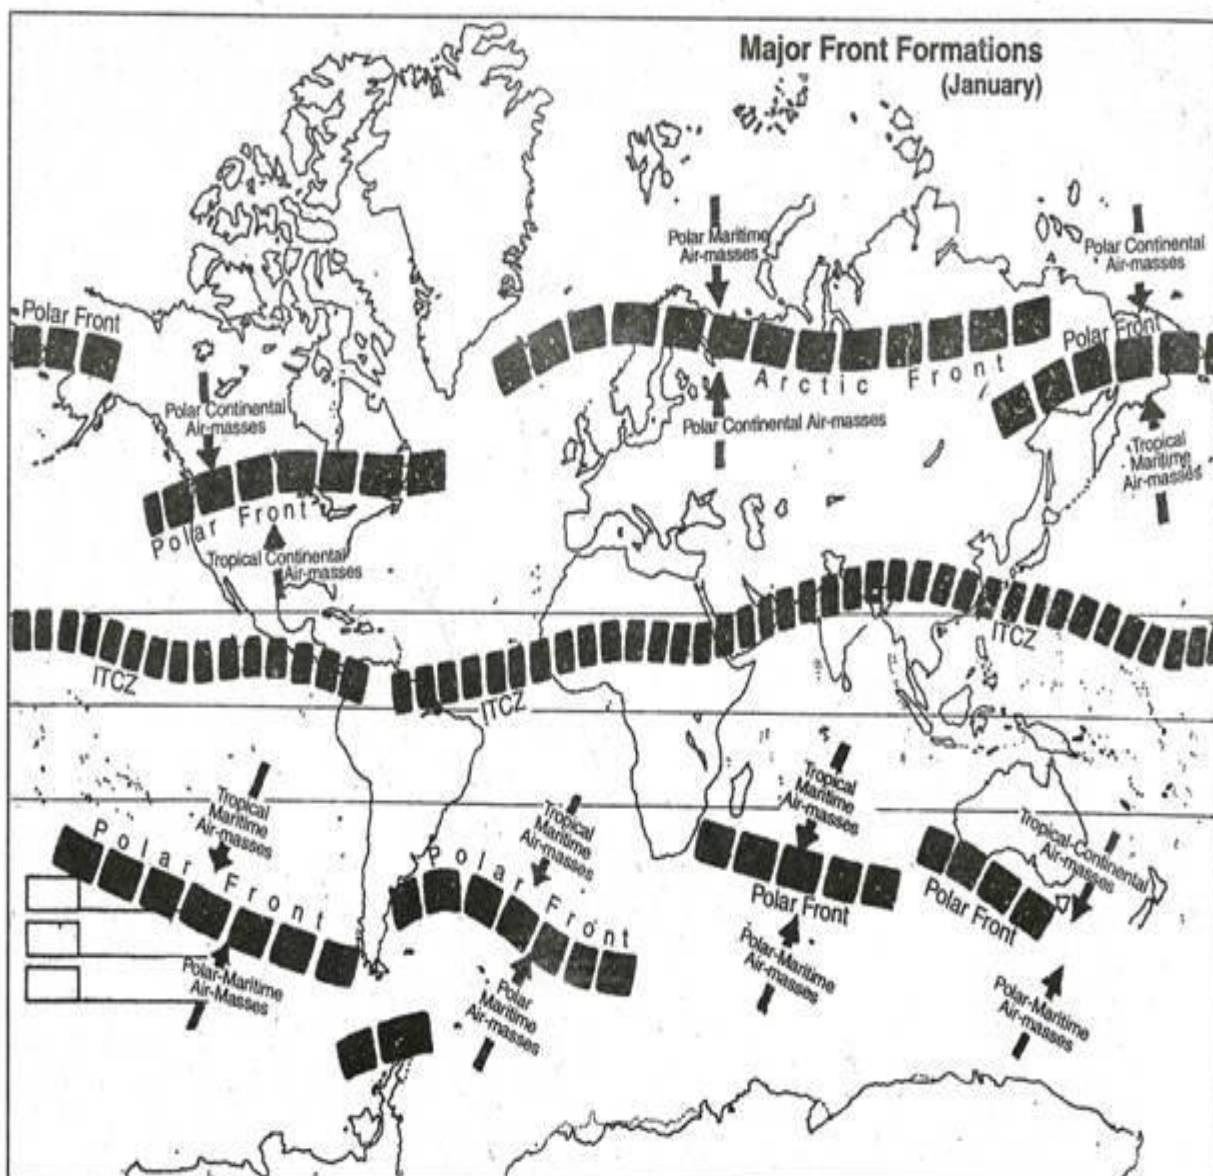 Major Front Formations
(January)
Polar Maritime
Air-masses
Polar Continental
Air-masses
Polar Front
Polar Front
Arctic Front
Polar Continental
Air-masses
Polar Continental Air-masses
Tropical
Maritime
Air-masses
Polar Front
Tropical Continental
Air-masses
ITCZ
ITCZ
ITCZ
Tropical
Maritime
Air-masses
Tropical
Maritime
Air-masses
Tropical
Maritime
Air-masses
Tropical-Continental
Air-masses
Polar Front
Polar Front
Polar Front
Polar Front
Polar-Maritime
Air-Masses
Polar
Maritime
Air-masses
Polar-Maritime
Air-masses
Polar-Maritime
Air-masses